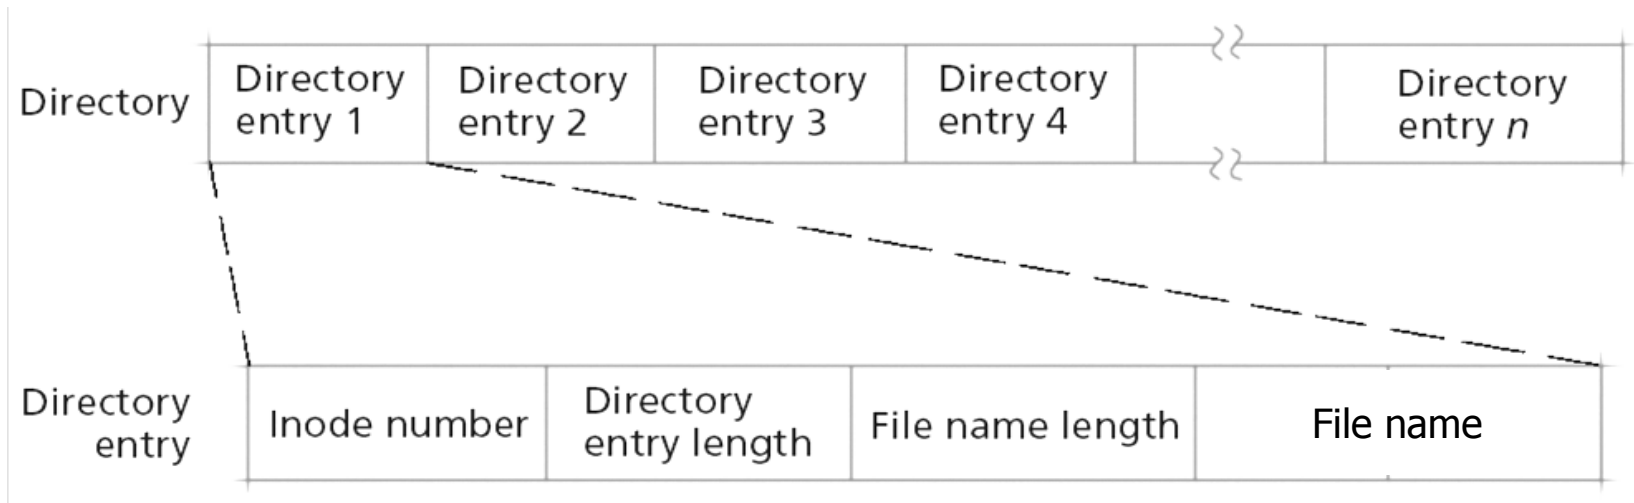 Directory
Directory
entry 1
Directory
entry 2
Directory
entry 3
Directory
entry 4
Directory
entry n
Directory
entry
Inode number
Directory
entry length
File name length
File name